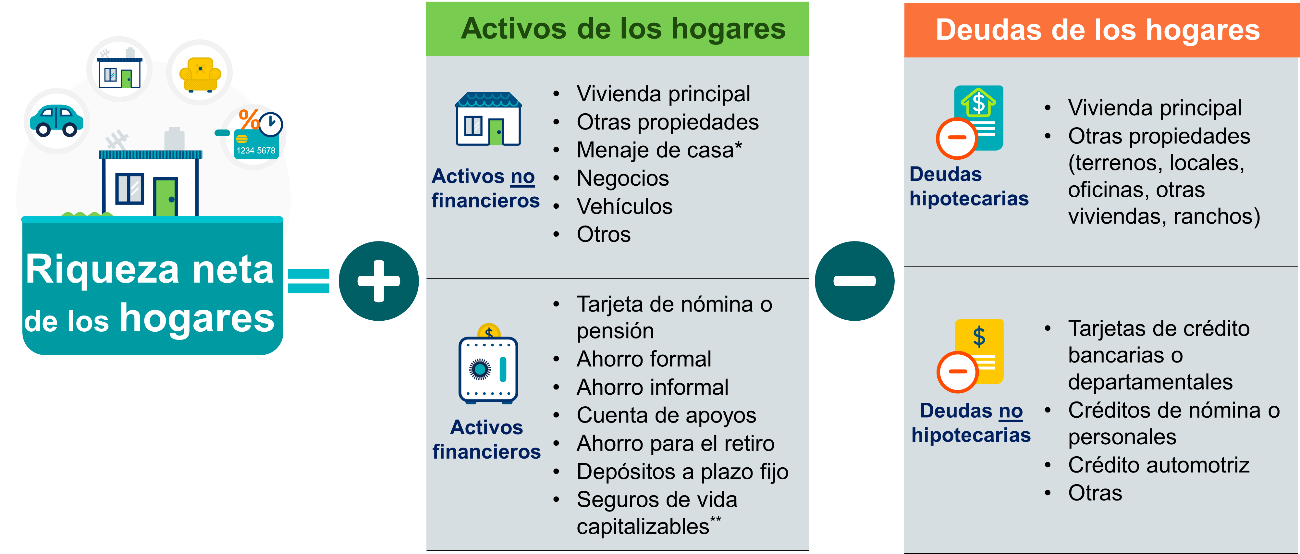 1234 5678
Riqueza neta
de los hogares
=
+
Activos de los hogares
Activos no
financieros
• Vivienda principal
• Otras propiedades
• Menaje de casa*
• Negocios
• Vehículos
• Otros
$
Activos
financieros
• Tarjeta de nómina o
pensión
• Ahorro formal
• Ahorro informal
• Cuenta de apoyos
• Ahorro para el retiro
• Depósitos a plazo fijo
• Seguros de vida
capitalizables**
−
Deudas de los hogares
$
−
Deudas
hipotecarias
• Vivienda principal
• Otras propiedades
(terrenos, locales,
oficinas, otras
viviendas, ranchos)
$
−
Deudas no
hipotecarias
• Tarjetas de crédito
bancarias o
departamentales
• Créditos de nómina o
personales
• Crédito automotriz
• Otras
%